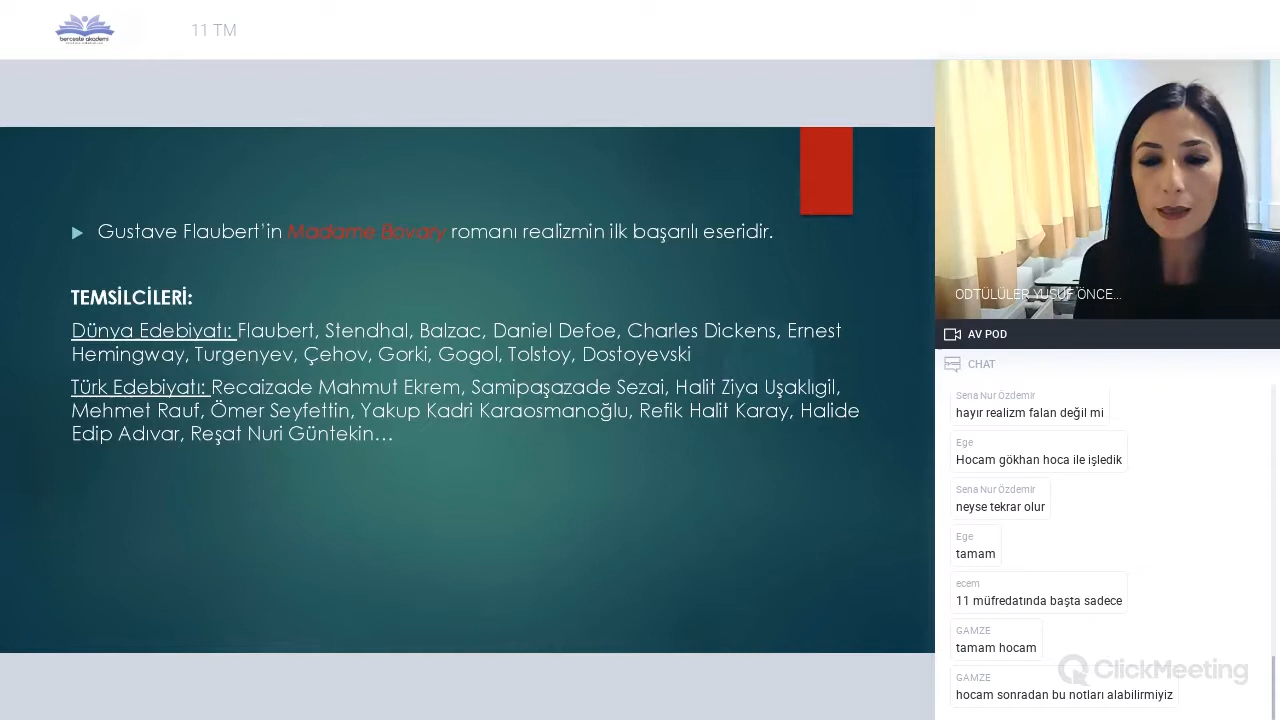 berceste akademi
11 TM
Gustave Flaubert’in Madame Bovary romanı realizmin ilk başarılı eseridir.
TEMSİLCİLERİ:
Dünya Edebiyatı: Flaubert, Stendhal, Balzac, Daniel Defoe, Charles Dickens, Ernest
Hemingway, Turgenyev, Çehov, Gorki, Gogol, Tolstoy, Dostoyevski
Türk Edebiyatı: Recaizade Mahmut Ekrem, Samipaşazade Sezai, Halit Ziya Uşaklıgil,
Mehmet Rauf, Ömer Seyfettin, Yakup Kadri Karaosmanoğlu, Refik Halit Karay, Halide
Edip Adıvar, Reşat Nuri Güntekin…
ODTÜLÜLER YUSUF ÖNCE...
AV POD
CHAT
Sena Nur Özdemir
hayır realizm falan değil mi
Ege
Hocam gökhan hoca ile işledik
Sena Nur Özdemir
neyse tekrar olur
Ege
tamam
ecem
11 müfredatında başta sadece
GAMZE
tamam hocam
GAMZE
hocam sonradan bu notları alabilirmiyiz
ClickMeeting